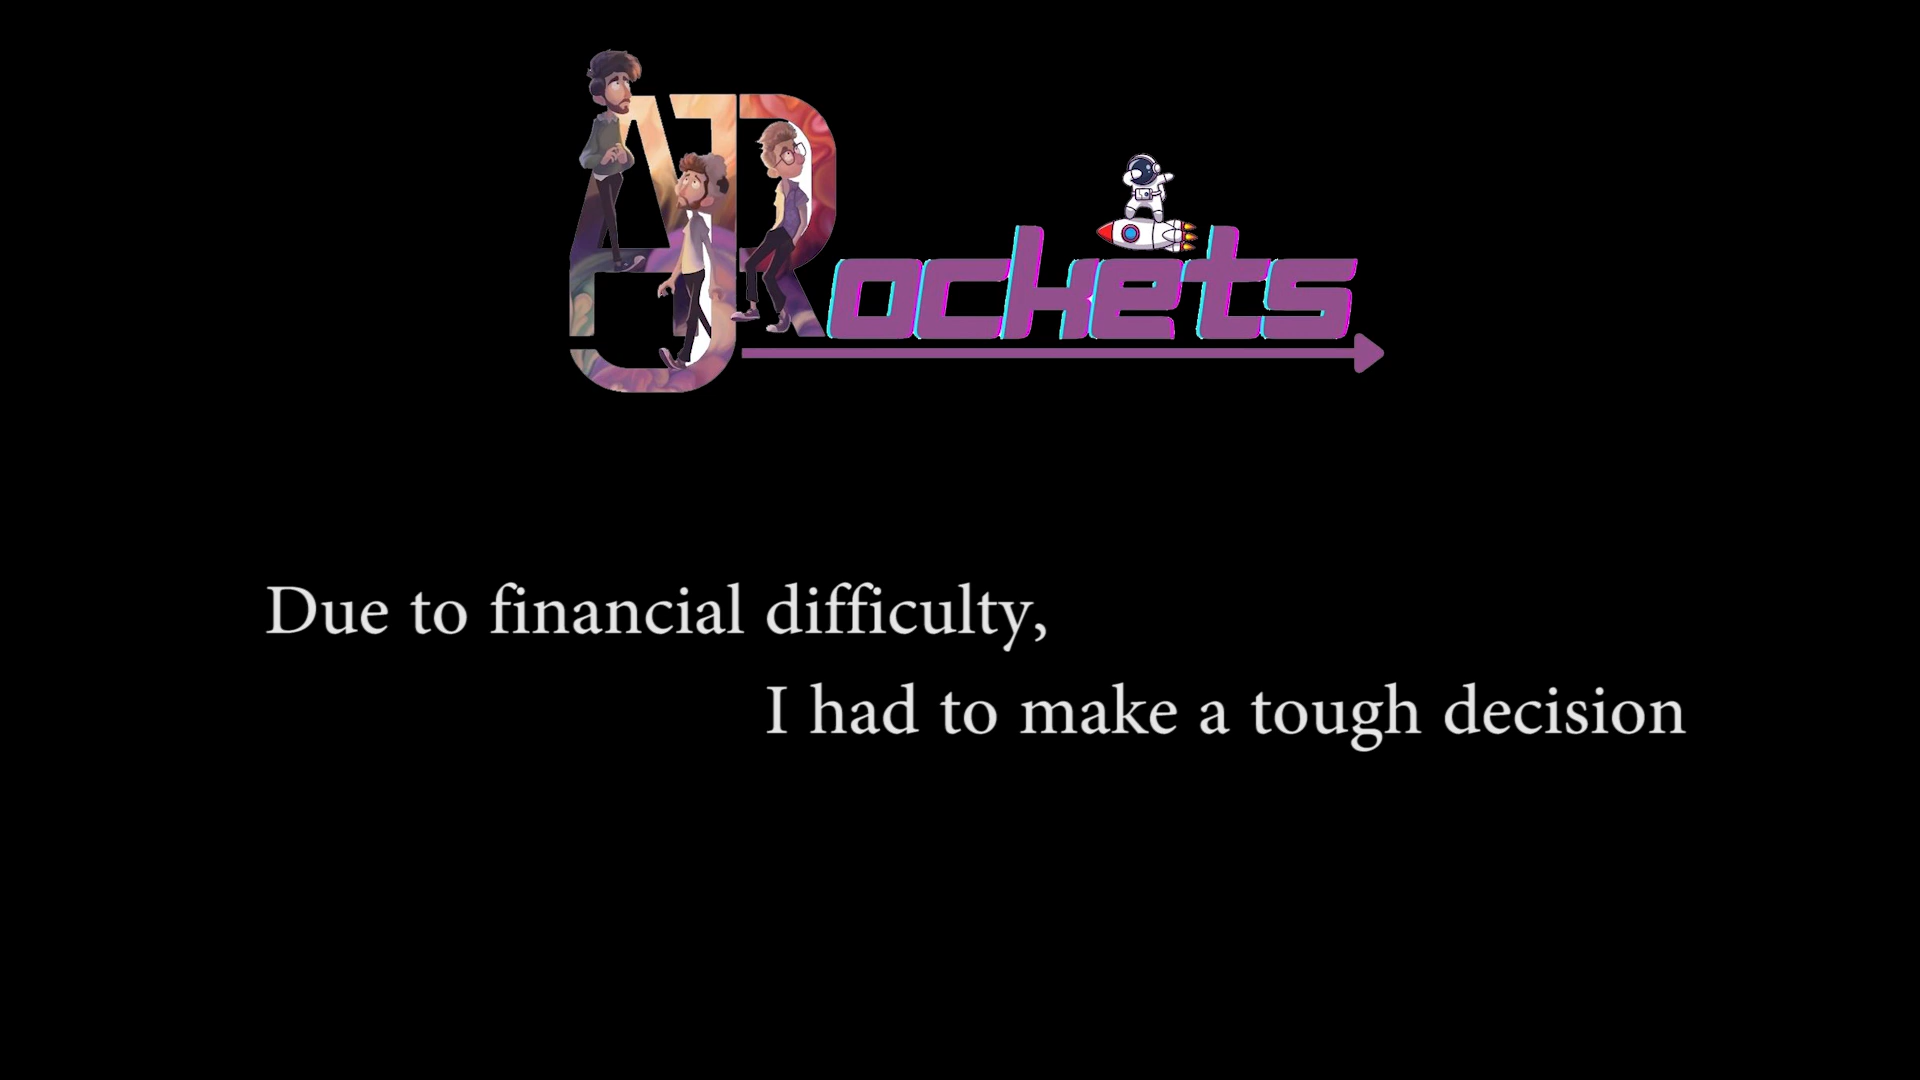 AJRockets
Due to financial difficulty,
I had to make a tough decision